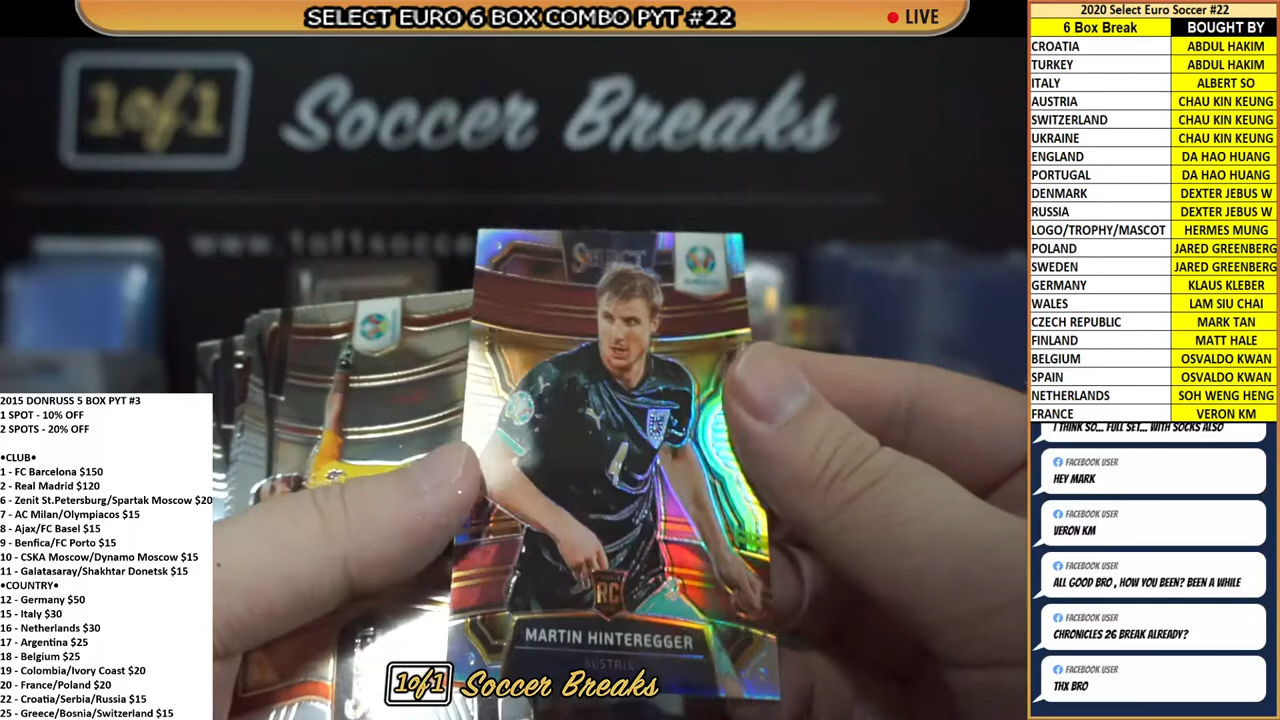 SELECT EURO 6 BOX COMBO PYT #22
LIVE
1of1 Soccer Breaks
SELECT
MARTIN HINTEREGGER
AUSTRIA
RC
1of1 Soccer Breaks
2015 DONRUSS 5 BOX PYT #3
1 SPOT - 10% OFF
2 SPOTS - 20% OFF
•CLUB•
1 - FC Barcelona $150
2 - Real Madrid $120
6 - Zenit St.Petersburg/Spartak Moscow $20
7 - AC Milan/Olympiacos $15
8 - Ajax/FC Basel $15
9 - Benfica/FC Porto $15
10 - CSKA Moscow/Dynamo Moscow $15
11 - Galatasaray/Shakhtar Donetsk $15
•COUNTRY•
12 - Germany $50
15 - Italy $30
16 - Netherlands $30
17 - Argentina $25
18 - Belgium $25
19 - Colombia/Ivory Coast $20
20 - France/Poland $20
22 - Croatia/Serbia/Russia $15
25 - Greece/Bosnia/Switzerland $15
2020 Select Euro Soccer #22
6 Box Break BOUGHT BY
CROATIA ABDUL HAKIM
TURKEY ABDUL HAKIM
ITALY ALBERT SO
AUSTRIA CHAU KIN KEUNG
SWITZERLAND CHAU KIN KEUNG
UKRAINE CHAU KIN KEUNG
ENGLAND DA HAO HUANG
PORTUGAL DA HAO HUANG
DENMARK DEXTER JEBUS W
RUSSIA DEXTER JEBUS W
LOGO/TROPHY/MASCOT HERMES MUNG
POLAND JARED GREENBERG
SWEDEN JARED GREENBERG
GERMANY KLAUS KLEBER
WALES LAM SIU CHAI
CZECH REPUBLIC MARK TAN
FINLAND MATT HALE
BELGIUM OSVALDO KWAN
SPAIN OSVALDO KWAN
NETHERLANDS SOH WENG HENG
FRANCE VERON KM
I THINK SO... FULL SET... WITH SOCKS ALSO
FACEBOOK USER
HEY MARK
FACEBOOK USER
VERON KM
FACEBOOK USER
ALL GOOD BRO , HOW YOU BEEN? BEEN A WHILE
FACEBOOK USER
CHRONICLES 26 BREAK ALREADY?
FACEBOOK USER
THX BRO